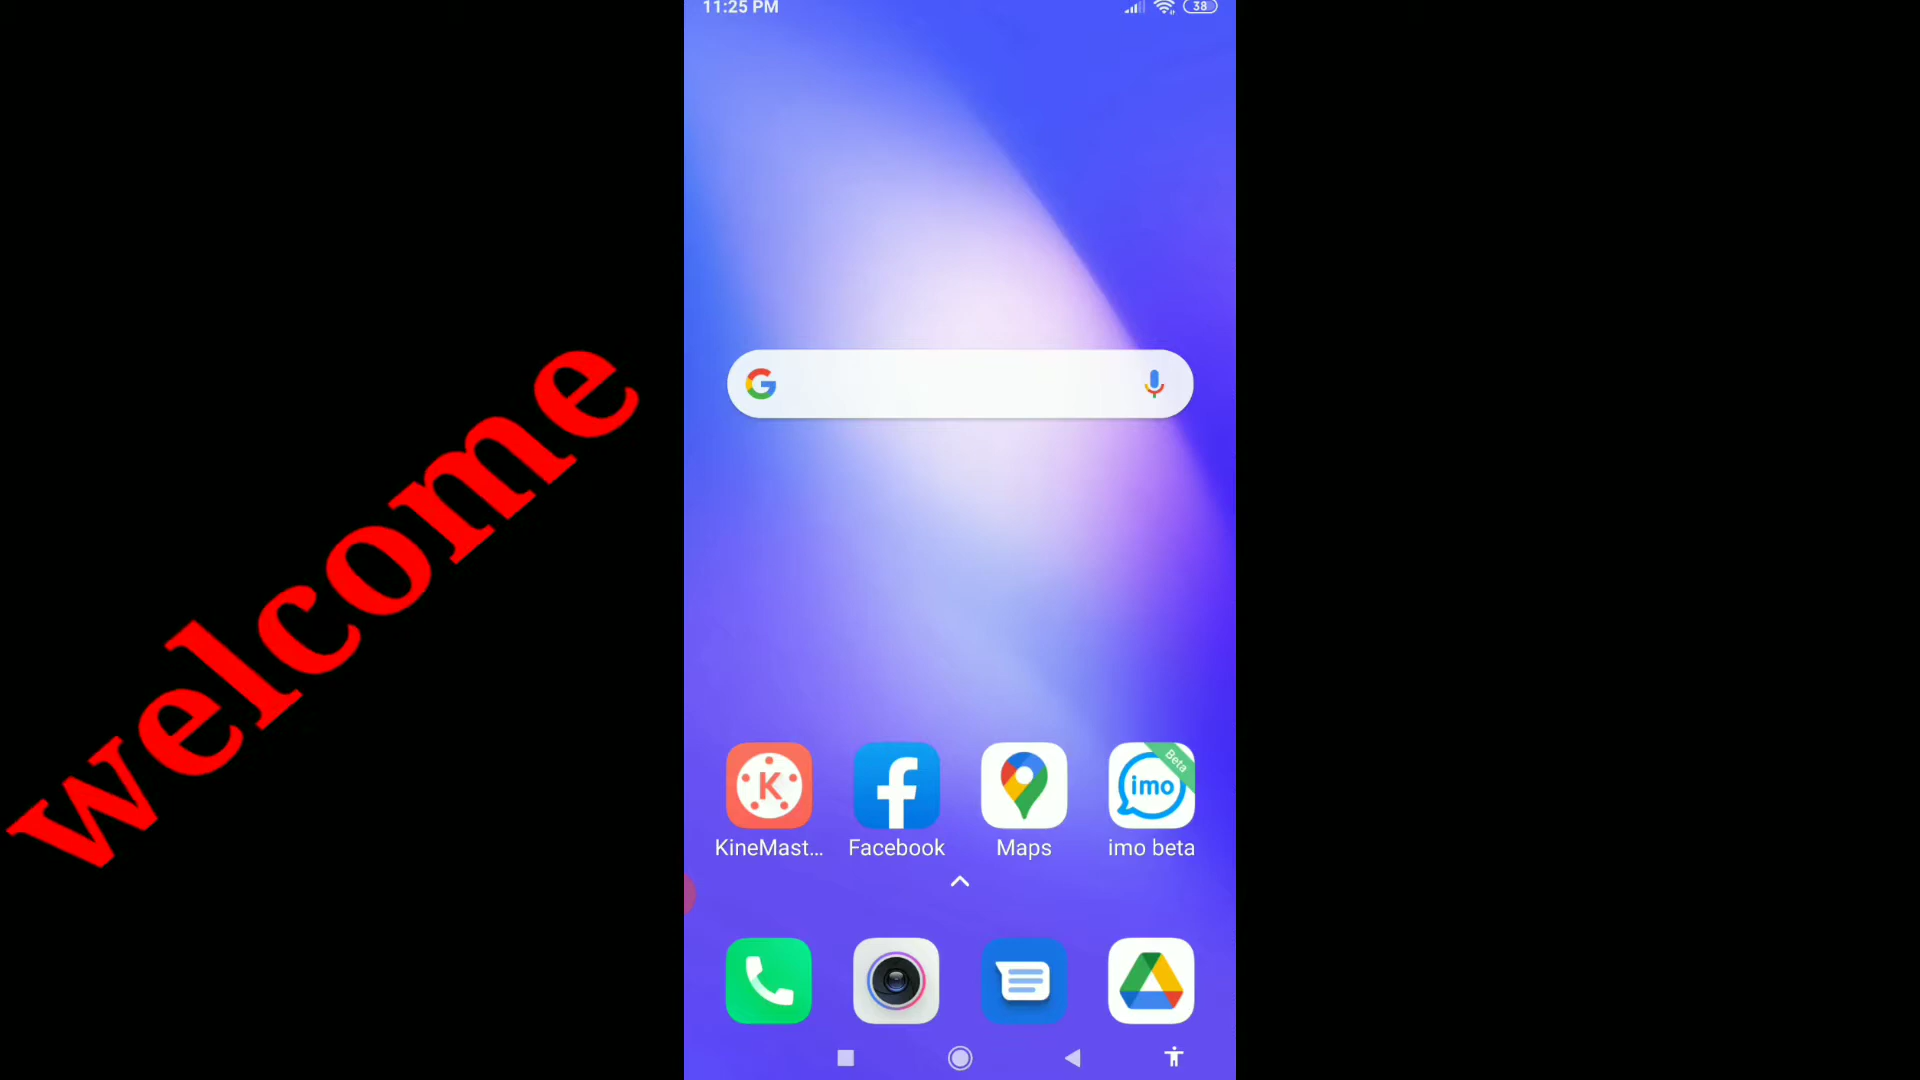 11:25 PM
38
welcome
G
K
f
Beta
imo
KineMast...
Facebook
Maps
imo beta